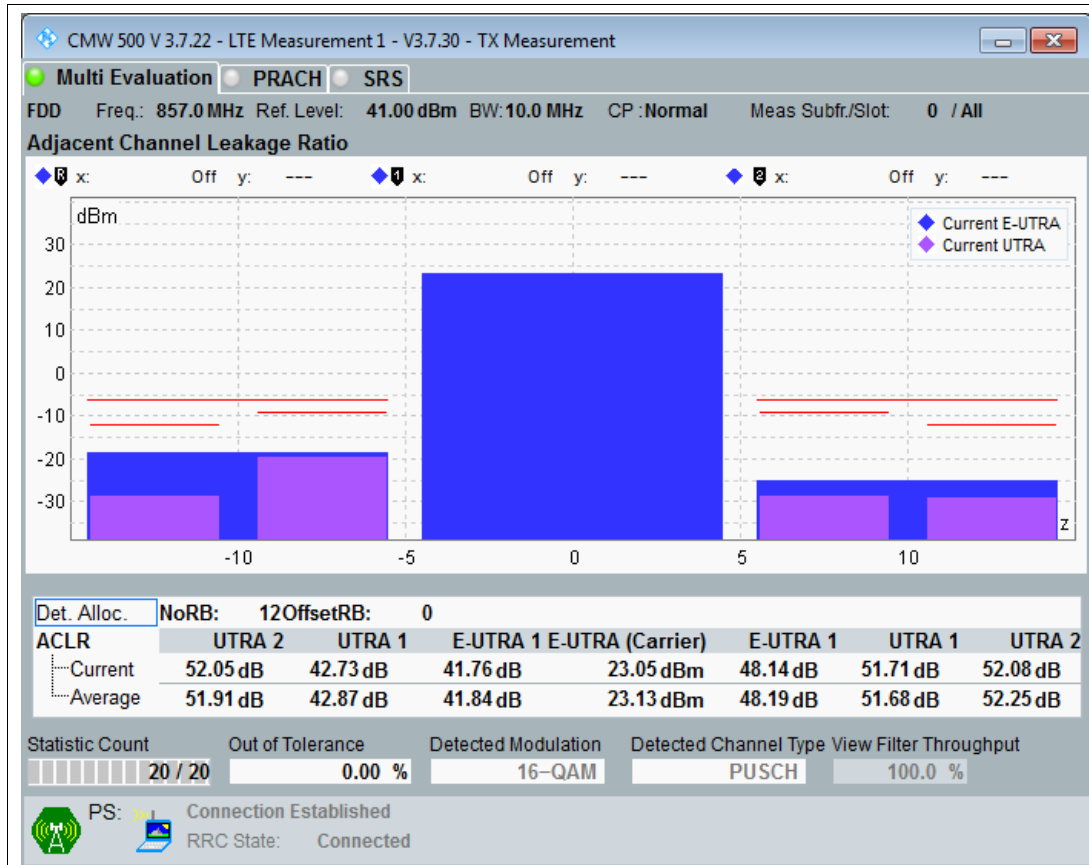 CMW 500 V 3.7.22 - LTE Measurement 1 - V3.7.30 - TX Measurement
Multi Evaluation PRACH SRS
FDD Freq.: 857.0 MHz Ref. Level: 41.00 dBm BW: 10.0 MHz CP : Normal Meas Subfr./Slot: 0 / All
Adjacent Channel Leakage Ratio
R x: Off y: --- 1 x: Off y: --- 2 x: Off y: ---
dBm
Current E-UTRA
Current UTRA
30
20
10
0
-10
-20
-30
z
-10 -5 0 5 10
Det. Alloc. NoRB: 12 OffsetRB: 0
ACLR UTRA 2 UTRA 1 E-UTRA 1 E-UTRA (Carrier) E-UTRA 1 UTRA 1 UTRA 2
Current 52.05 dB 42.73 dB 41.76 dB 23.05 dBm 48.14 dB 51.71 dB 52.08 dB
Average 51.91 dB 42.87 dB 41.84 dB 23.13 dBm 48.19 dB 51.68 dB 52.25 dB
Statistic Count Out of Tolerance Detected Modulation Detected Channel Type View Filter Throughput
20 / 20 0.00 % 16-QAM PUSCH 100.0 %
PS: Connection Established
RRC State: Connected